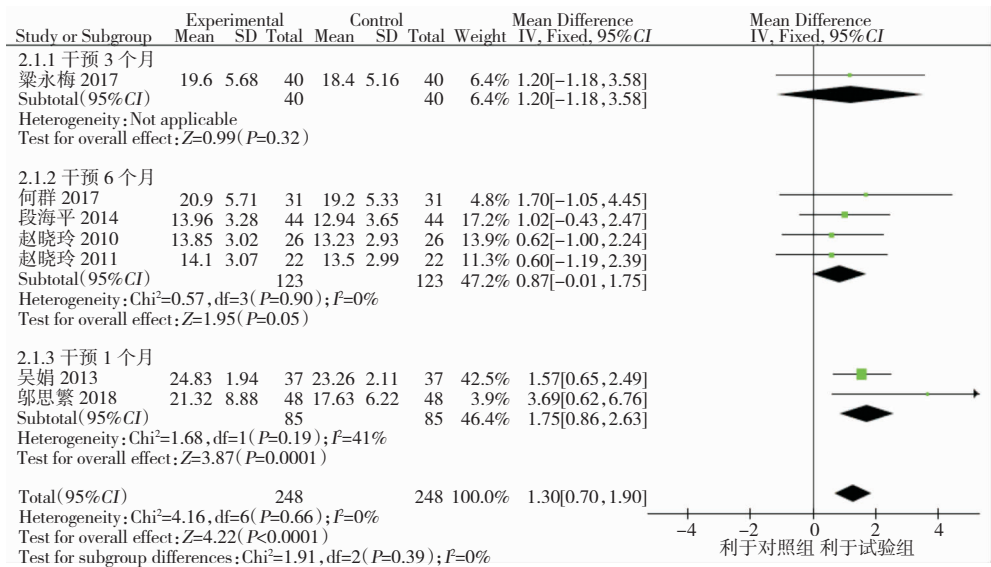 Experimental Control Mean Difference Mean Difference
Study or Subgroup Mean SD Total Mean SD Total Weight IV, Fixed, 95%CI IV, Fixed, 95%CI
2.1.1 干预 3 个月
梁永梅 2017 19.6 5.68 40 18.4 5.16 40 6.4% 1.20[-1.18,3.58]
Subtotal(95%CI) 40 40 6.4% 1.20[-1.18,3.58]
Heterogeneity:Not applicable
Test for overall effect:Z=0.99(P=0.32)
2.1.2 干预 6 个月
何群 2017 20.9 5.71 31 19.2 5.33 31 4.8% 1.70[-1.05,4.45]
段海平 2014 13.96 3.28 44 12.94 3.65 44 17.2% 1.02[-0.43,2.47]
赵晓玲 2010 13.85 3.02 26 13.23 2.93 26 13.9% 0.62[-1.00,2.24]
赵晓玲 2011 14.1 3.07 22 13.5 2.99 22 11.3% 0.60[-1.19,2.39]
Subtotal(95%CI) 123 123 47.2% 0.87[-0.01,1.75]
Heterogeneity:Chi²=0.57,df=3(P=0.90);I²=0%
Test for overall effect:Z=1.95(P=0.05)
2.1.3 干预 1 个月
吴娟 2013 24.83 1.94 37 23.26 2.11 37 42.5% 1.57[0.65,2.49]
邬思繁 2018 21.32 8.88 48 17.63 6.22 48 3.9% 3.69[0.62,6.76]
Subtotal(95%CI) 85 85 46.4% 1.75[0.86,2.63]
Heterogeneity:Chi²=1.68,df=1(P=0.19);I²=41%
Test for overall effect:Z=3.87(P=0.0001)
Total(95%CI) 248 248 100.0% 1.30[0.70,1.90]
Heterogeneity:Chi²=4.16,df=6(P=0.66);I²=0%
Test for overall effect:Z=4.22(P<0.0001)
Test for subgroup differences:Chi²=1.91,df=2(P=0.39);I²=0%
-4 -2 0 2 4
利于对照组 利于试验组